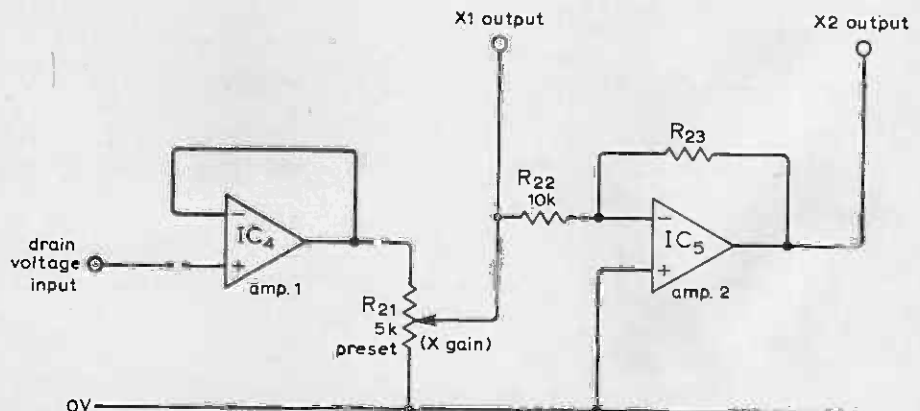 X1 output
X2 output
R23
R22
10k
−
IC4
+
amp. 1
drain
voltage
input
−
IC5
+
amp. 2
R21
5k
preset
(X gain)
0V